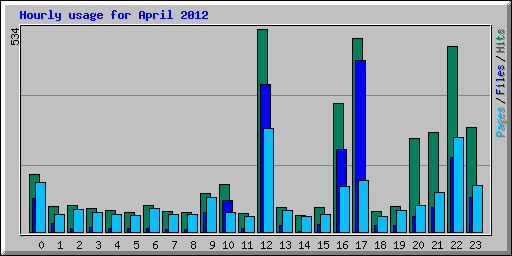 Hourly usage for April 2012
534
Pages / Files / Hits
0 1 2 3 4 5 6 7 8 9 10 11 12 13 14 15 16 17 18 19 20 21 22 23